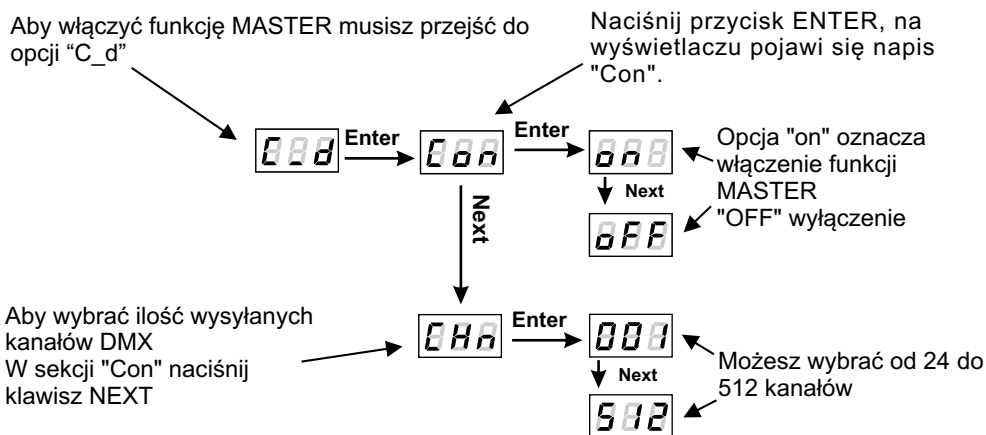 Aby włączyć funkcję MASTER musisz przejść do
opcji “C_d”
Naciśnij przycisk ENTER, na
wyświetlaczu pojawi się napis
"Con".
C_d
Enter
Con
Enter
on
Opcja "on" oznacza
włączenie funkcji
MASTER
"OFF" wyłączenie
Next
oFF
Next
Aby wybrać ilość wysyłanych
kanałów DMX
W sekcji "Con" naciśnij
klawisz NEXT
CHn
Enter
001
Możesz wybrać od 24 do
512 kanałów
Next
512